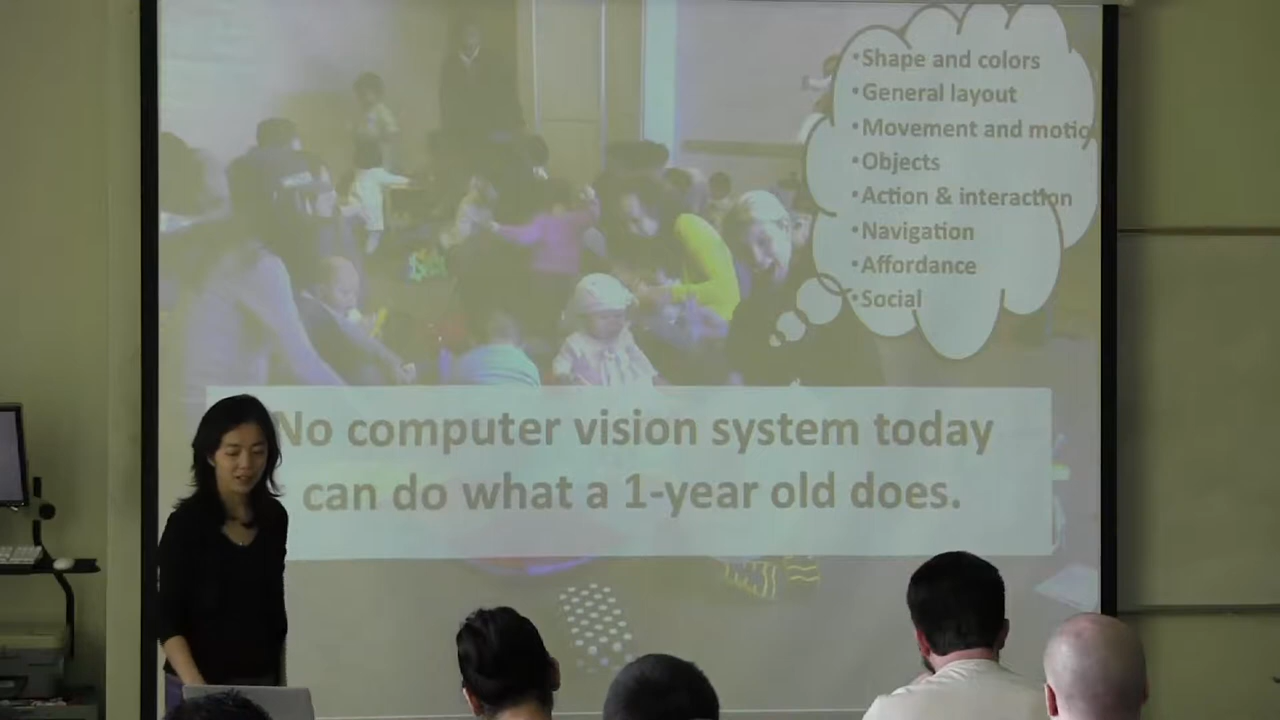 •Shape and colors
•General layout
•Movement and motio
•Objects
•Action & interaction
•Navigation
•Affordance
•Social
No computer vision system today
can do what a 1-year old does.